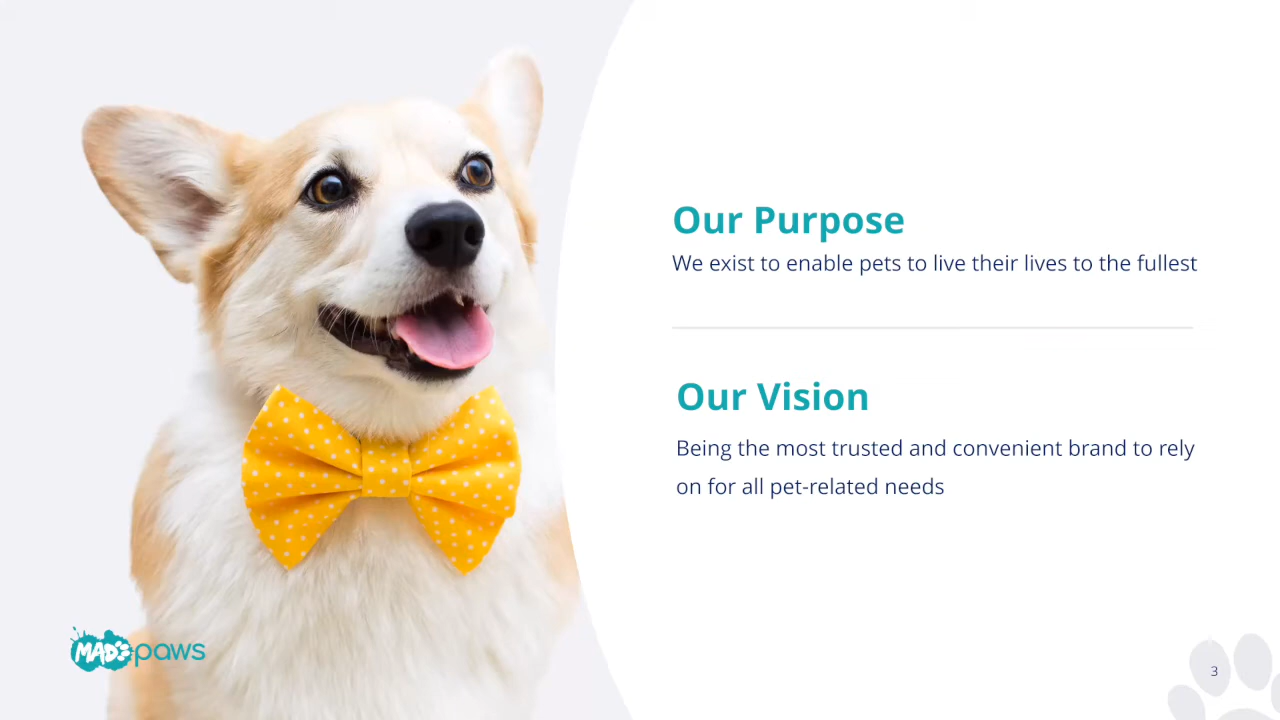 Our Purpose
We exist to enable pets to live their lives to the fullest
Our Vision
Being the most trusted and convenient brand to rely
on for all pet-related needs
MAD paws
3